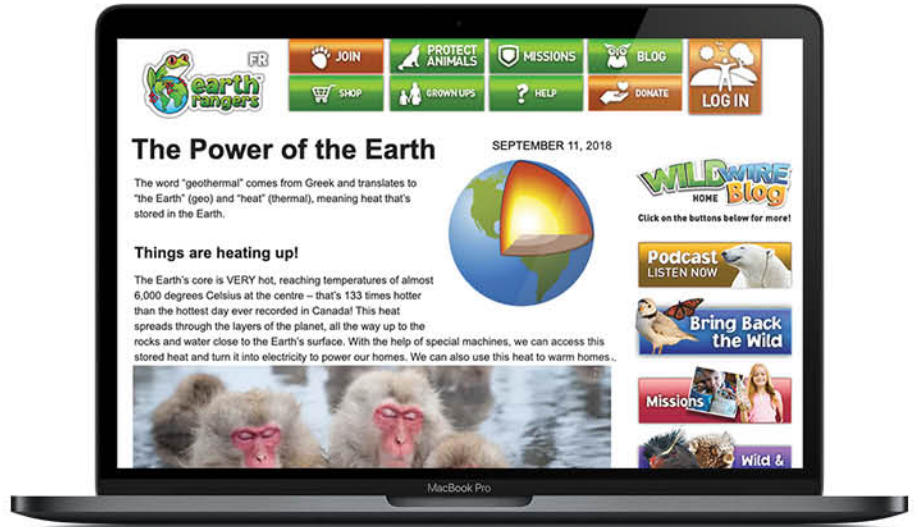 FR
earth
rangers
JOIN
PROTECT
ANIMALS
MISSIONS
BLOG
SHOP
GROWN UPS
HELP
DONATE
LOG IN
The Power of the Earth
SEPTEMBER 11, 2018
The word "geothermal" comes from Greek and translates to
"the Earth" (geo) and "heat" (thermal), meaning heat that's
stored in the Earth.
Things are heating up!
The Earth's core is VERY hot, reaching temperatures of almost
6,000 degrees Celsius at the centre – that's 133 times hotter
than the hottest day ever recorded in Canada! This heat
spreads through the layers of the planet, all the way up to the
rocks and water close to the Earth's surface. With the help of special machines, we can access this
stored heat and turn it into electricity to power our homes. We can also use this heat to warm homes..
WILDWIRE
HOME Blog
Click on the buttons below for more!
Podcast
LISTEN NOW
Bring Back
the Wild
Missions
Wild &
MacBook Pro